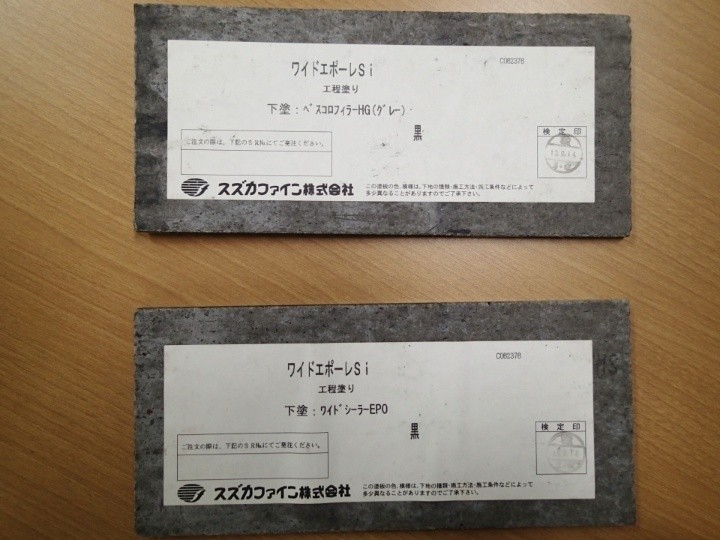 ワイドエポーレSi
C082376
工程塗り
下塗：ベスコロフィラーHG(グレー)
黒
検定印
ご注文の際は、下記のS見本№にてご発注ください。
スズカファイン株式会社
この塗板の色、模様は、下地の種類・施工方法・施工条件などによって
多少異なることがありますのでご了承下さい。
ワイドエポーレSi
C082376
工程塗り
下塗：ワイドシーラーEPO
黒
検定印
ご注文の際は、下記の
にてご発注ください。
スズカファイン株式会社
この塗板の色、模様は、下地の種類・施工方法・施工条件などによって
多少異なることがありますのでご了承下さい。